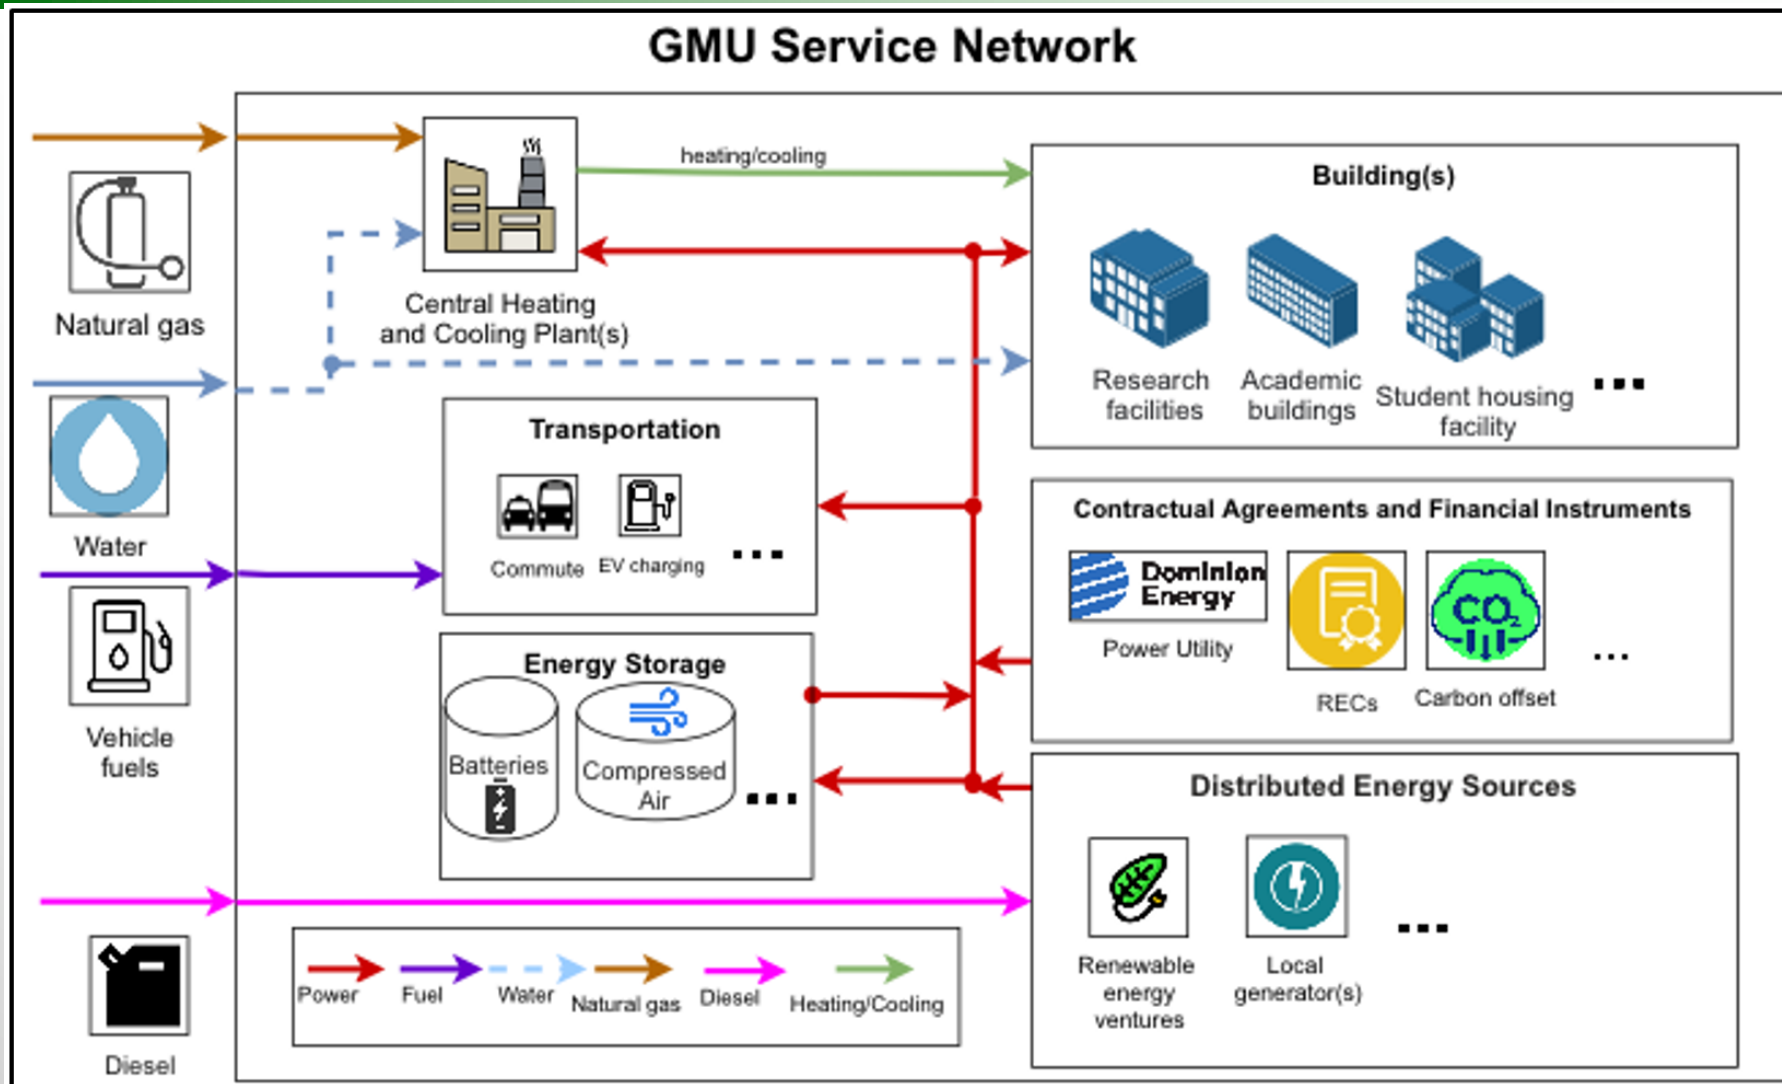 GMU Service Network
heating/cooling
Natural gas
Central Heating
and Cooling Plant(s)
Building(s)
Research
facilities
Academic
buildings
Student housing
facility
...
Water
Transportation
Commute
EV charging
...
Contractual Agreements and Financial Instruments
Dominion
Energy
Power Utility
RECs
CO₂
Carbon offset
...
Vehicle
fuels
Energy Storage
Batteries
Compressed
Air
...
Distributed Energy Sources
Renewable
energy
ventures
Local
generator(s)
...
Diesel
Power
Fuel
Water
Natural gas
Diesel
Heating/Cooling